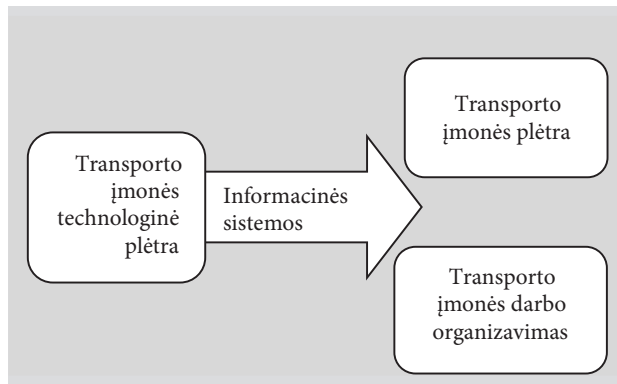 Transporto
įmonės
technologinė
plėtra
Informacinės
sistemos
Transporto
įmonės plėtra
Transporto
įmonės darbo
organizavimas